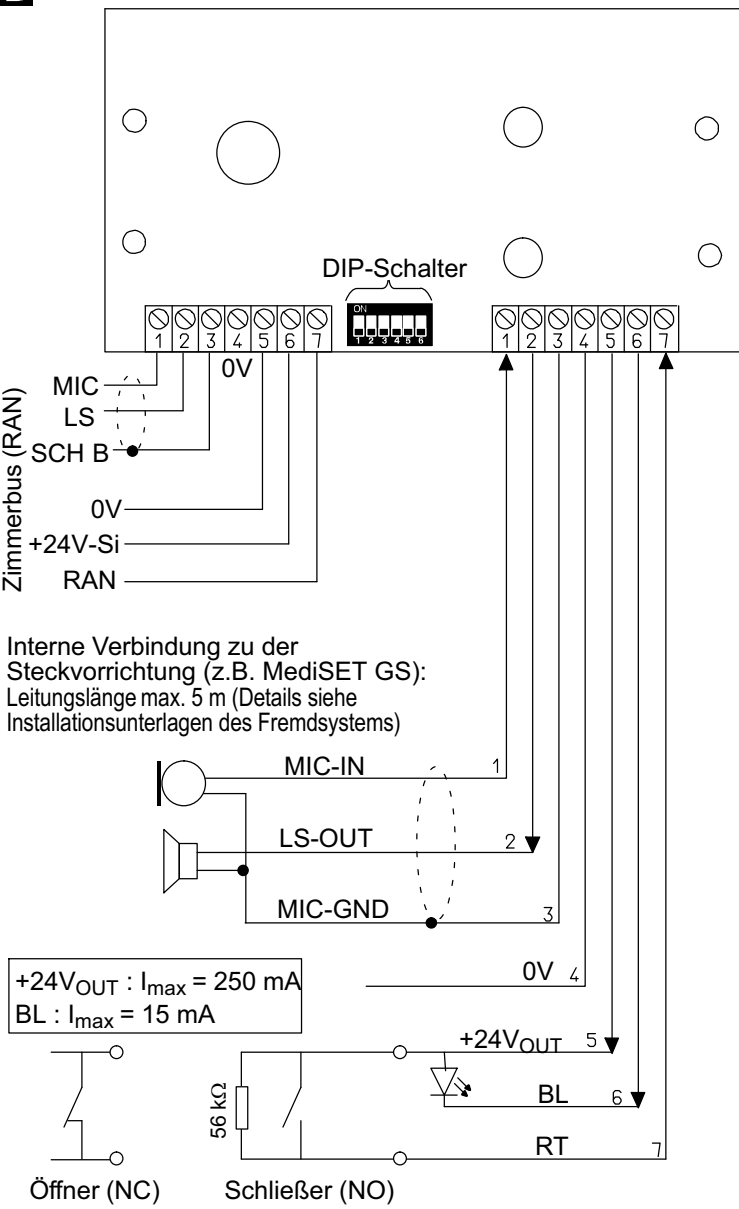 DIP-Schalter
ON
1 2 3 4 5 6
1 2 3 4 5 6 7
1 2 3 4 5 6 7
0V
Zimmerbus (RAN)
MIC
LS
SCH B
0V
+24V-Si
RAN
Interne Verbindung zu der
Steckvorrichtung (z.B. MediSET GS):
Leitungslänge max. 5 m (Details siehe
Installationsunterlagen des Fremdsystems)
MIC-IN 1
LS-OUT 2
MIC-GND 3
0V 4
+24VOUT : Imax = 250 mA
BL : Imax = 15 mA
+24VOUT 5
BL 6
56 kΩ
RT 7
Öffner (NC)
Schließer (NO)